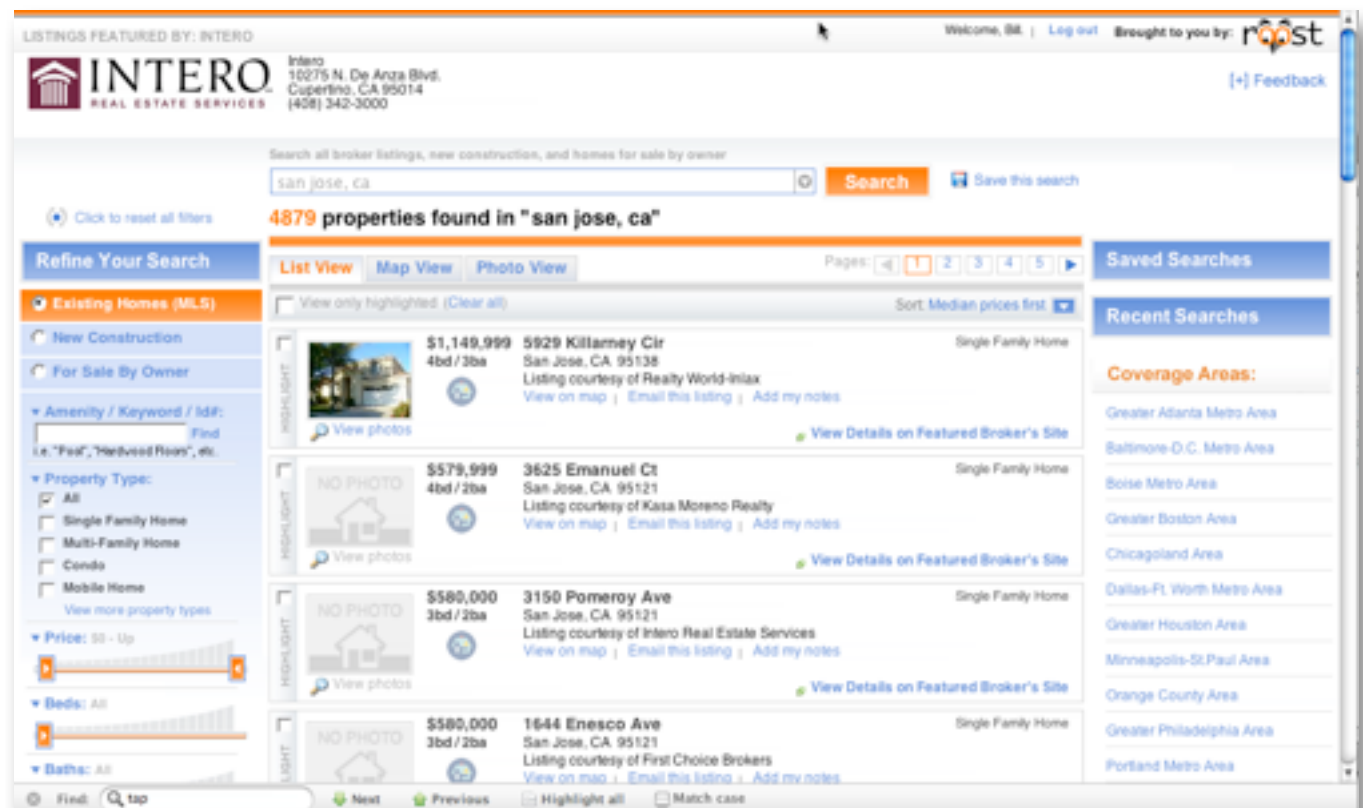 LISTINGS FEATURED BY: INTERO
Welcome, Bill. | Log out Brought to you by: roost
INTERO
REAL ESTATE SERVICES
Intero
10275 N. De Anza Blvd.
Cupertino, CA 95014
(408) 342-3000
[+] Feedback
Search all broker listings, new construction, and homes for sale by owner
san jose, ca
Search
Save this search
Click to reset all filters
4879 properties found in "san jose, ca"
Refine Your Search
Existing Homes (MLS)
New Construction
For Sale By Owner
Amenity / Keyword / Id#:
Find
i.e. "Pool", "Hardwood Floors", etc.
Property Type:
All
Single Family Home
Multi-Family Home
Condo
Mobile Home
View more property types
Price: $0 - Up
Beds: All
Baths: All
List View Map View Photo View
Pages: 1 2 3 4 5
View only highlighted (Clear all)
Sort: Median prices first
HIGHLIGHT
View photos
$1,149,999
4bd / 3ba
5929 Killarney Cir
San Jose, CA 95138
Listing courtesy of Realty World-Inlax
View on map | Email this listing | Add my notes
Single Family Home
View Details on Featured Broker's Site
HIGHLIGHT
NO PHOTO
View photos
$579,999
4bd / 2ba
3625 Emanuel Ct
San Jose, CA 95121
Listing courtesy of Kasa Moreno Realty
View on map | Email this listing | Add my notes
Single Family Home
View Details on Featured Broker's Site
HIGHLIGHT
NO PHOTO
View photos
$580,000
3bd / 2ba
3150 Pomeroy Ave
San Jose, CA 95121
Listing courtesy of Intero Real Estate Services
View on map | Email this listing | Add my notes
Single Family Home
View Details on Featured Broker's Site
LIGHT
NO PHOTO
$580,000
3bd / 2ba
1644 Enesco Ave
San Jose, CA 95121
Listing courtesy of First Choice Brokers
View on map | Email this listing | Add my notes
Single Family Home
Saved Searches
Recent Searches
Coverage Areas:
Greater Atlanta Metro Area
Baltimore-D.C. Metro Area
Boise Metro Area
Greater Boston Area
Chicagoland Area
Dallas-Ft. Worth Metro Area
Greater Houston Area
Minneapolis-St.Paul Area
Orange County Area
Greater Philadelphia Area
Portland Metro Area
Find: tap Next Previous Highlight all Match case